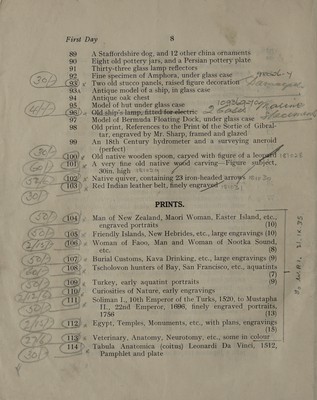 First Day 8
89 A Staffordshire dog, and 12 other china ornaments
90 Eight old pottery jars, and a Persian pottery plate
91 Thirty-three glass lamp reflectors
92 Fine specimen of Amphora, under glass case
93 Two old stucco panels, raised figure decoration
93A Antique model of a ship, in glass case
94 Antique oak chest
95 Model of hut under glass case
96 Old ship's lamp, fitted for electric
97 Model of Bermuda Floating Dock, under glass case
98 Old print, References to the Print of the Sortie of Gibraltar, engraved by Mr. Sharp, framed and glazed
99 An 18th Century hydrometer and a surveying aneroid
(perfect)
100 Old native wooden spoon, carved with figure of a leopard
101 A very fine old native wood carving—Figure subject,
30in. high
102 Native quiver, containing 23 iron-headed arrows
103 Red Indian leather belt, finely engraved
PRINTS.
104 Man of New Zealand, Maori Woman, Easter Island, etc.,
engraved portraits (10)
105 Friendly Islands, New Hebrides, etc., large engravings (10)
106 Woman of Faoo, Man and Woman of Nootka Sound,
etc. (8)
107 Burial Customs, Kava Drinking, etc., large engravings (9)
108 Tscholovon hunters of Bay, San Francisco, etc., aquatints
(7)
109 Turkey, early aquatint portraits (9)
110 Curiosities of Nature, early engravings
111 Soliman I., 10th Emperor of the Turks, 1520, to Mustapha
II., 22nd Emperor, 1696, finely engraved portraits,
1756 (13)
112 Egypt, Temples, Monuments, etc., with plans, engravings
(15)
113 Veterinary, Anatomy, Neurotomy, etc., some in colour
114 Tabula Anatomica (coitus) Leonardi Da Vinci, 1512,
Pamphlet and plate